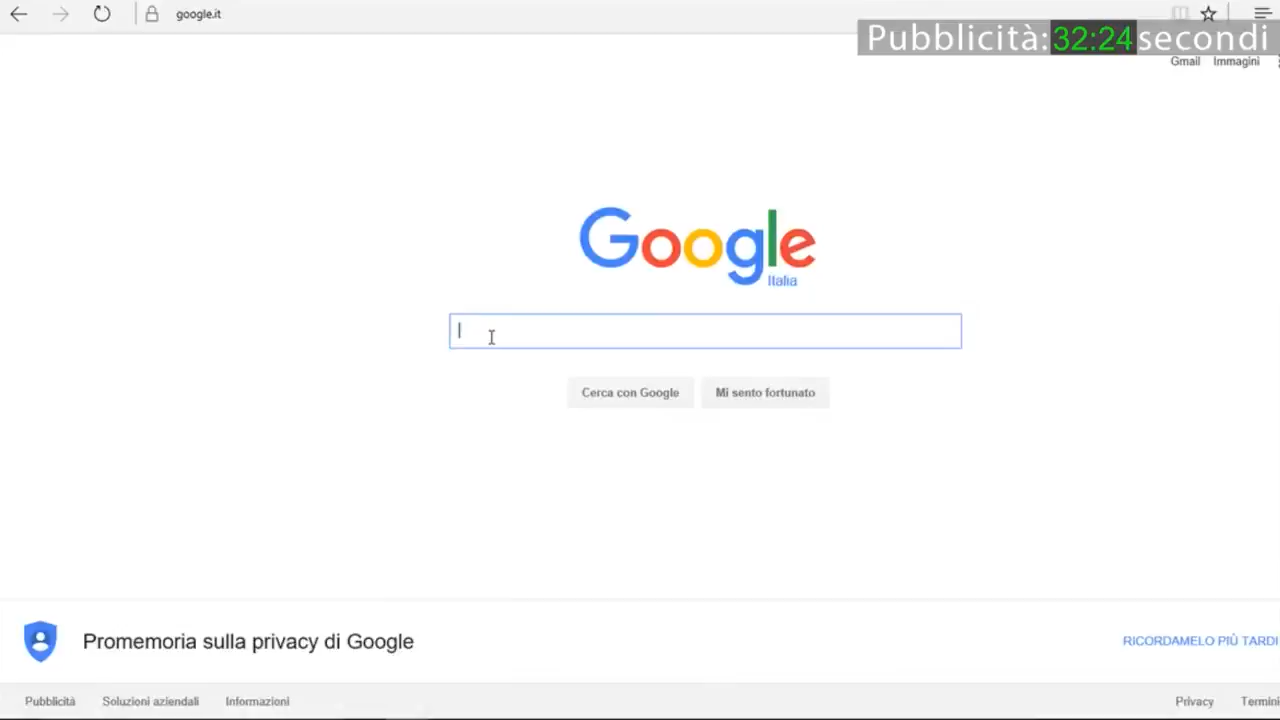 google.it
Pubblicità:32:24secondi
Gmail Immagini
Google
Italia
Cerca con Google Mi sento fortunato
Promemoria sulla privacy di Google
RICORDAMELO PIÙ TARDI
Pubblicità Soluzioni aziendali Informazioni
Privacy Termini